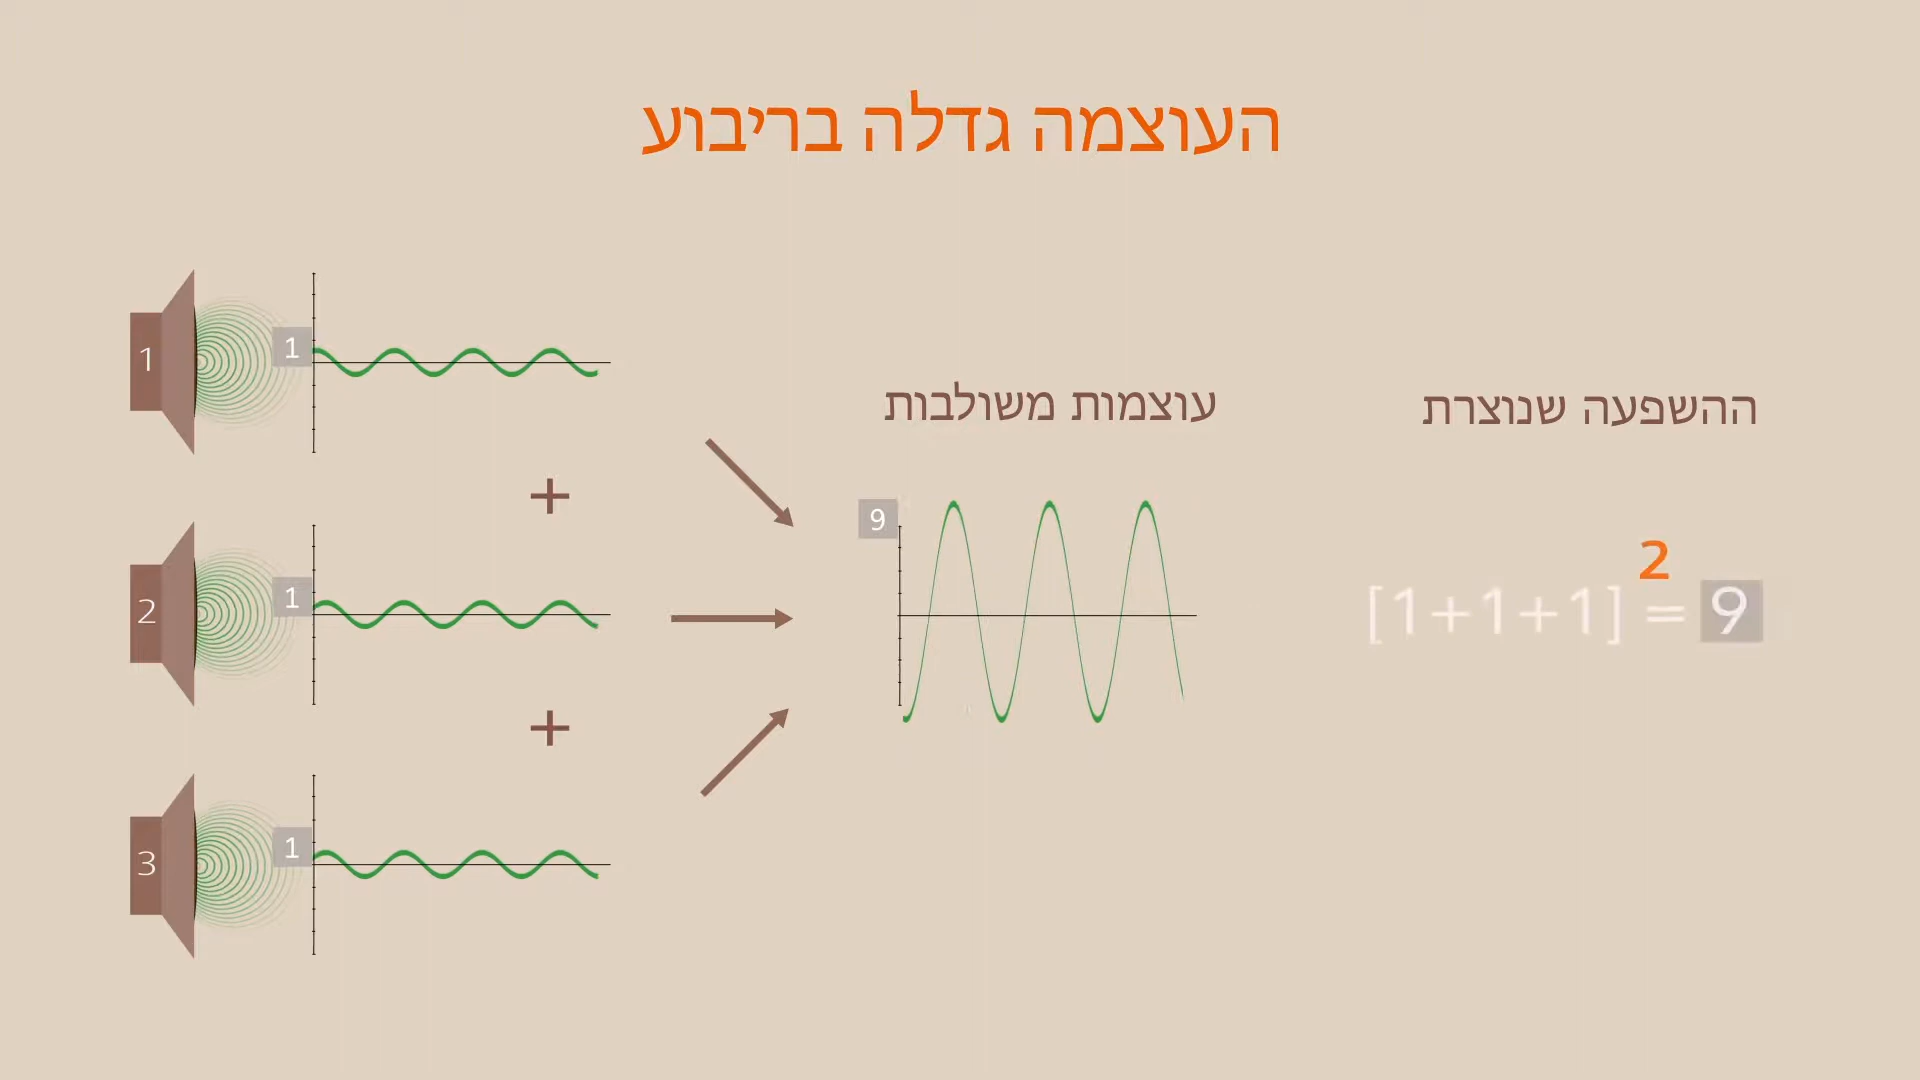 העוצמה גדלה בריבוע
1
1
+
2
1
+
3
1
עוצמות משולבות
9
ההשפעה שנוצרת
[1+1+1]² = 9